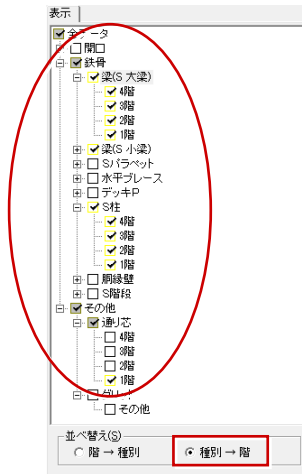 表示
全データ
開口
鉄骨
梁(S 大梁)
4階
3階
2階
1階
梁(S 小梁)
Sパラペット
水平ブレース
デッキP
S柱
4階
3階
2階
1階
胴縁壁
S階段
その他
通り芯
4階
3階
2階
1階
グリッド
その他
並べ替え(S)
階 → 種別
種別 → 階